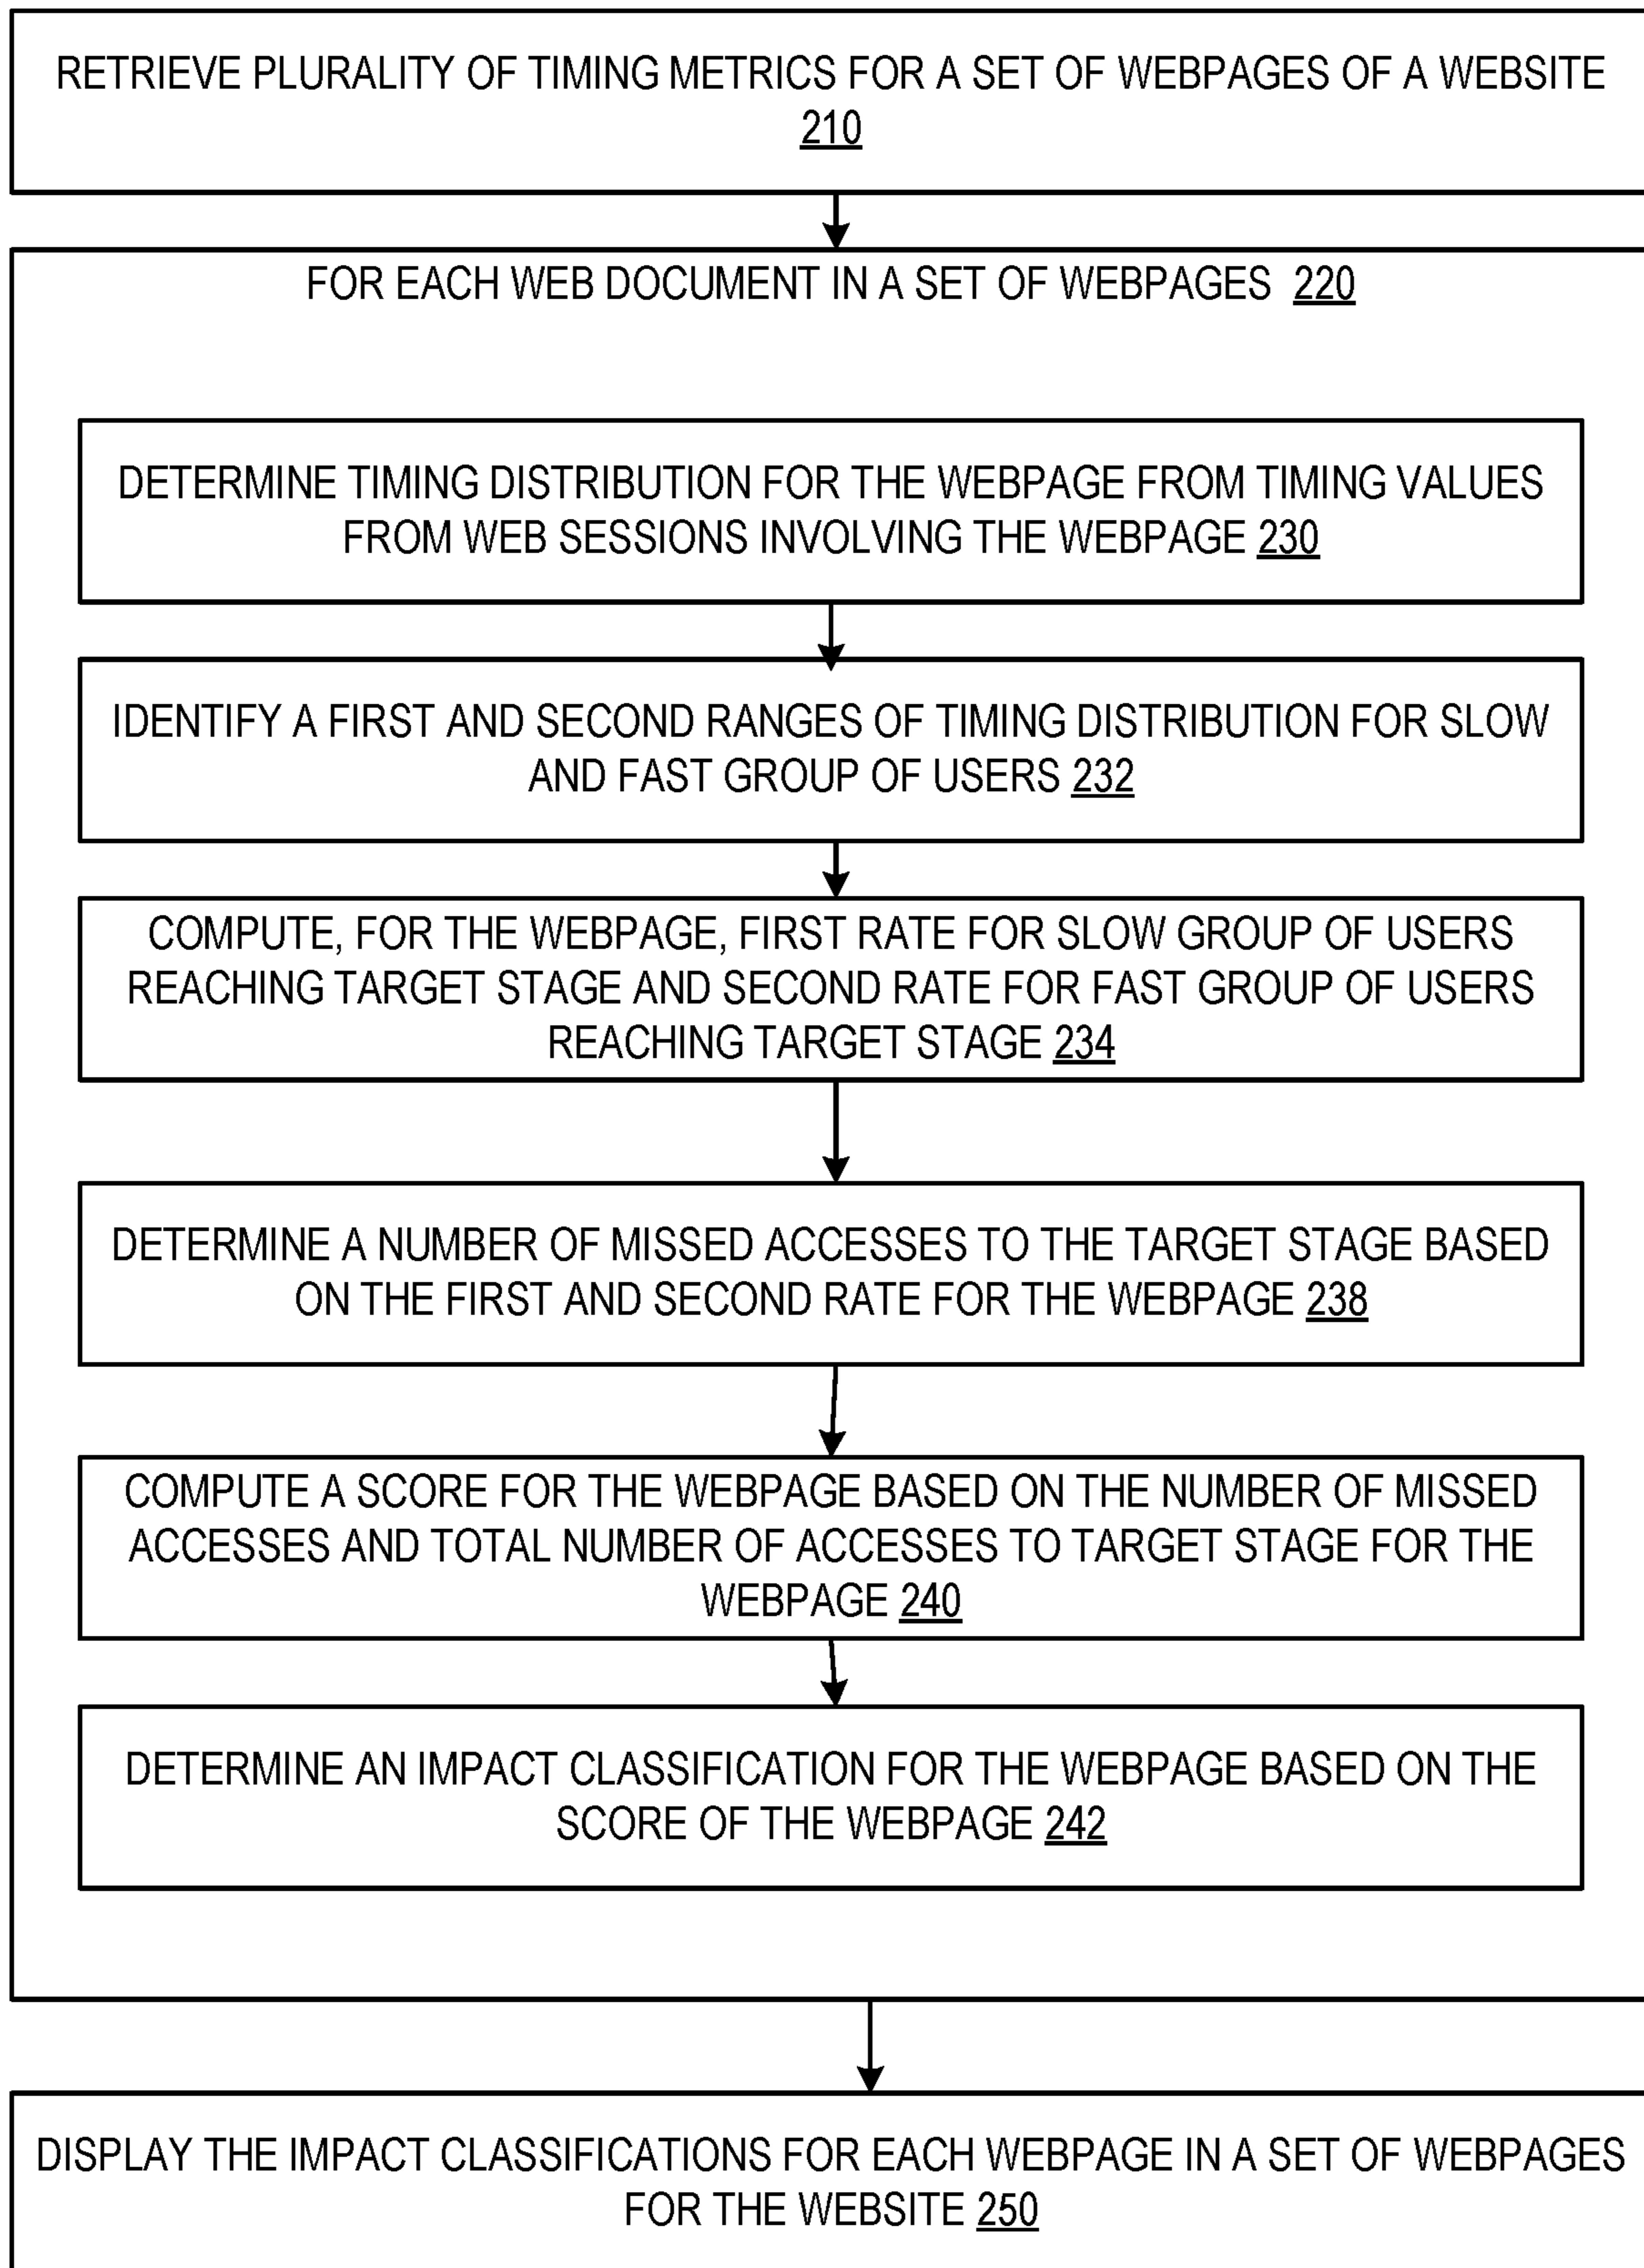 RETRIEVE PLURALITY OF TIMING METRICS FOR A SET OF WEBPAGES OF A WEBSITE
210
FOR EACH WEB DOCUMENT IN A SET OF WEBPAGES 220
DETERMINE TIMING DISTRIBUTION FOR THE WEBPAGE FROM TIMING VALUES
FROM WEB SESSIONS INVOLVING THE WEBPAGE 230
IDENTIFY A FIRST AND SECOND RANGES OF TIMING DISTRIBUTION FOR SLOW
AND FAST GROUP OF USERS 232
COMPUTE, FOR THE WEBPAGE, FIRST RATE FOR SLOW GROUP OF USERS
REACHING TARGET STAGE AND SECOND RATE FOR FAST GROUP OF USERS
REACHING TARGET STAGE 234
DETERMINE A NUMBER OF MISSED ACCESSES TO THE TARGET STAGE BASED
ON THE FIRST AND SECOND RATE FOR THE WEBPAGE 238
COMPUTE A SCORE FOR THE WEBPAGE BASED ON THE NUMBER OF MISSED
ACCESSES AND TOTAL NUMBER OF ACCESSES TO TARGET STAGE FOR THE
WEBPAGE 240
DETERMINE AN IMPACT CLASSIFICATION FOR THE WEBPAGE BASED ON THE
SCORE OF THE WEBPAGE 242
DISPLAY THE IMPACT CLASSIFICATIONS FOR EACH WEBPAGE IN A SET OF WEBPAGES
FOR THE WEBSITE 250